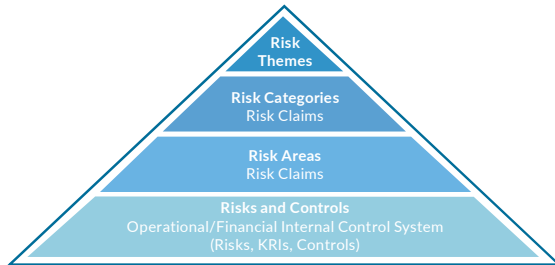 Risk
Themes
Risk Categories
Risk Claims
Risk Areas
Risk Claims
Risks and Controls
Operational/Financial Internal Control System
(Risks, KRIs, Controls)